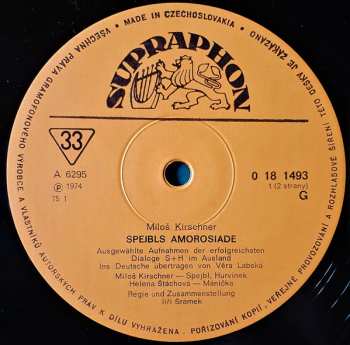 • MADE IN CZECHOSLOVAKIA •
VŠECHNA PRÁVA GRAMOFONOVÉHO VÝROBCE A VLASTNÍKŮ AUTORSKÝCH PRÁV K DÍLU VYHRAŽENA. POŘIZOVÁNÍ KOPIÍ, VEŘEJNÉ PROVOZOVÁNÍ A ROZHLASOVÉ ŠÍŘENÍ TÉTO DESKY JE ZAKÁZÁNO
SUPRAPHON
33
A 6295
Ⓟ 1974
TS 1
0 18 1493
1. (2 strany)
G
Miloš Kirschner
SPEJBLS AMOROSIADE
Ausgewählte Aufnahmen der erfolgreichsten
Dialoge S+H im Ausland
Ins Deutsche übertragen von Věra Labská
Miloš Kirschner — Spejbl, Hurvínek
Helena Štáchová — Mánička
Regie und Zusammenstellung
Jiří Šrámek